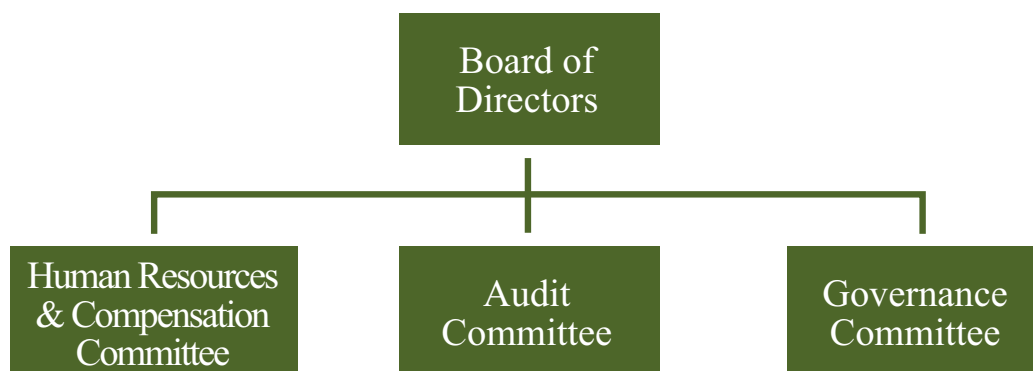 Board of
Directors
Human Resources
& Compensation
Committee
Audit
Committee
Governance
Committee